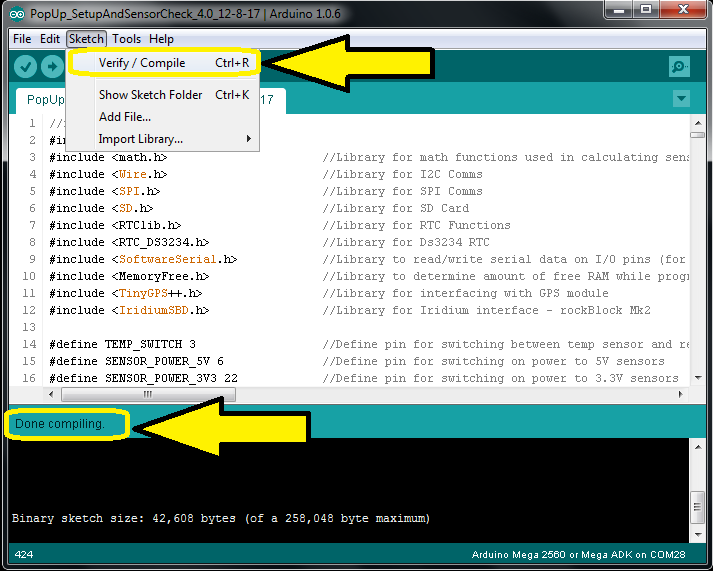 PopUp_SetupAndSensorCheck_4.0_12-8-17 | Arduino 1.0.6
File Edit Sketch Tools Help
Verify / Compile Ctrl+R
Show Sketch Folder Ctrl+K
Add File...
Import Library...
PopUp 17
1 //
2 #in
3 #include <math.h> //Library for math functions used in calculating sens
4 #include <Wire.h> //Library for I2C Comms
5 #include <SPI.h> //Library for SPI Comms
6 #include <SD.h> //Library for SD Card
7 #include <RTClib.h> //Library for RTC Functions
8 #include <RTC_DS3234.h> //Library for Ds3234 RTC
9 #include <SoftwareSerial.h> //Library to read/write serial data on I/O pins (for
10 #include <MemoryFree.h> //Library to determine amount of free RAM while progr
11 #include <TinyGPS++.h> //Library for interfacing with GPS module
12 #include <IridiumSBD.h> //Library for Iridium interface - rockBlock Mk2
13
14 #define TEMP_SWITCH 3 //Define pin for switching between temp sensor and re
15 #define SENSOR_POWER_5V 6 //Define pin for switching on power to 5V sensors
16 #define SENSOR_POWER_3V3 22 //Define pin for switching on power to 3.3V sensors
Done compiling.
Binary sketch size: 42,608 bytes (of a 258,048 byte maximum)
424 Arduino Mega 2560 or Mega ADK on COM28